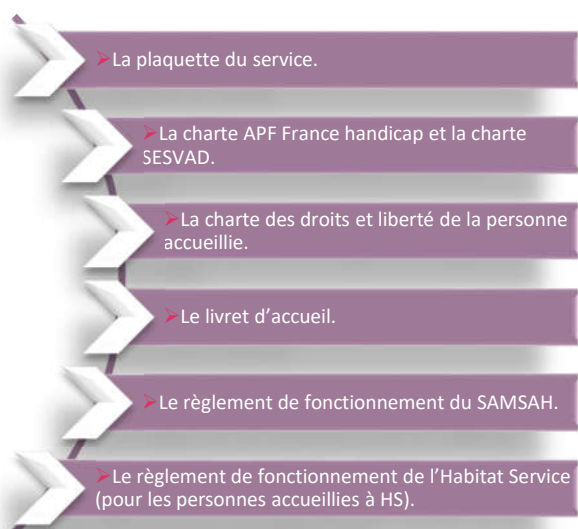 ➢La plaquette du service.
➢La charte APF France handicap et la charte
SESVAD.
➢La charte des droits et liberté de la personne
accueillie.
➢Le livret d’accueil.
➢Le règlement de fonctionnement du SAMSAH.
➢Le règlement de fonctionnement de l’Habitat Service
(pour les personnes accueillies à HS).